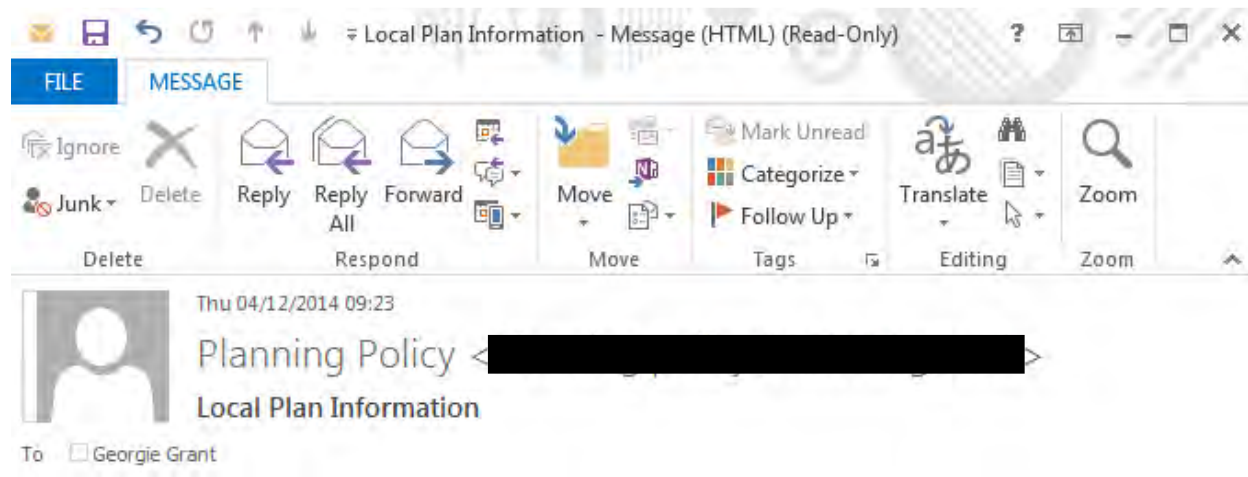 Local Plan Information - Message (HTML) (Read-Only) ?
FILE MESSAGE
Ignore
Junk
Delete
Reply
Reply All
Forward
Move
Mark Unread
Categorize
Follow Up
Translate
Zoom
Delete Respond Move Tags Editing Zoom
Thu 04/12/2014 09:23
Planning Policy < >
Local Plan Information
To Georgie Grant